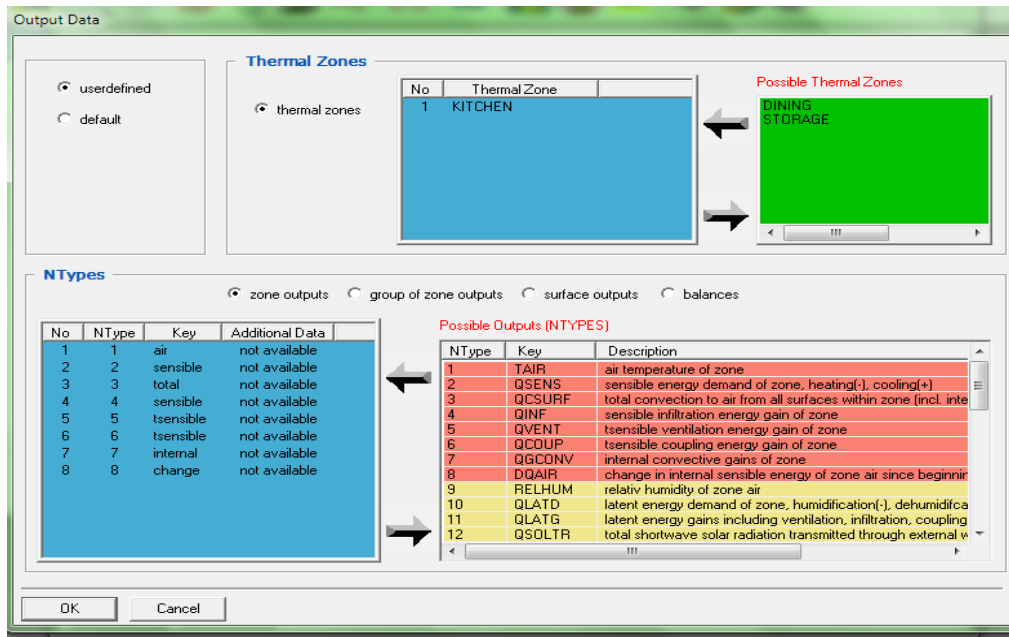 Output Data
userdefined
default
Thermal Zones
thermal zones
No Thermal Zone
1 KITCHEN
Possible Thermal Zones
DINING
STORAGE
NTypes
zone outputs group of zone outputs surface outputs balances
No NType Key Additional Data
1 1 air not available
2 2 sensible not available
3 3 total not available
4 4 sensible not available
5 5 tsensible not available
6 6 tsensible not available
7 7 internal not available
8 8 change not available
Possible Outputs (NTYPES)
NType Key Description
1 TAIR air temperature of zone
2 QSENS sensible energy demand of zone, heating(-), cooling(+)
3 QCSURF total convection to air from all surfaces within zone (incl. inte
4 QINF sensible infiltration energy gain of zone
5 QVENT tsensible ventilation energy gain of zone
6 QCOUP tsensible coupling energy gain of zone
7 QGCONV internal convective gains of zone
8 DQAIR change in internal sensible energy of zone air since beginnin
9 RELHUM relativ humidity of zone air
10 QLATD latent energy demand of zone, humidification(-), dehumidifca
11 QLATG latent energy gains including ventilation, infiltration, coupling
12 QSOLTR total shortwave solar radiation transmitted through external w
OK Cancel